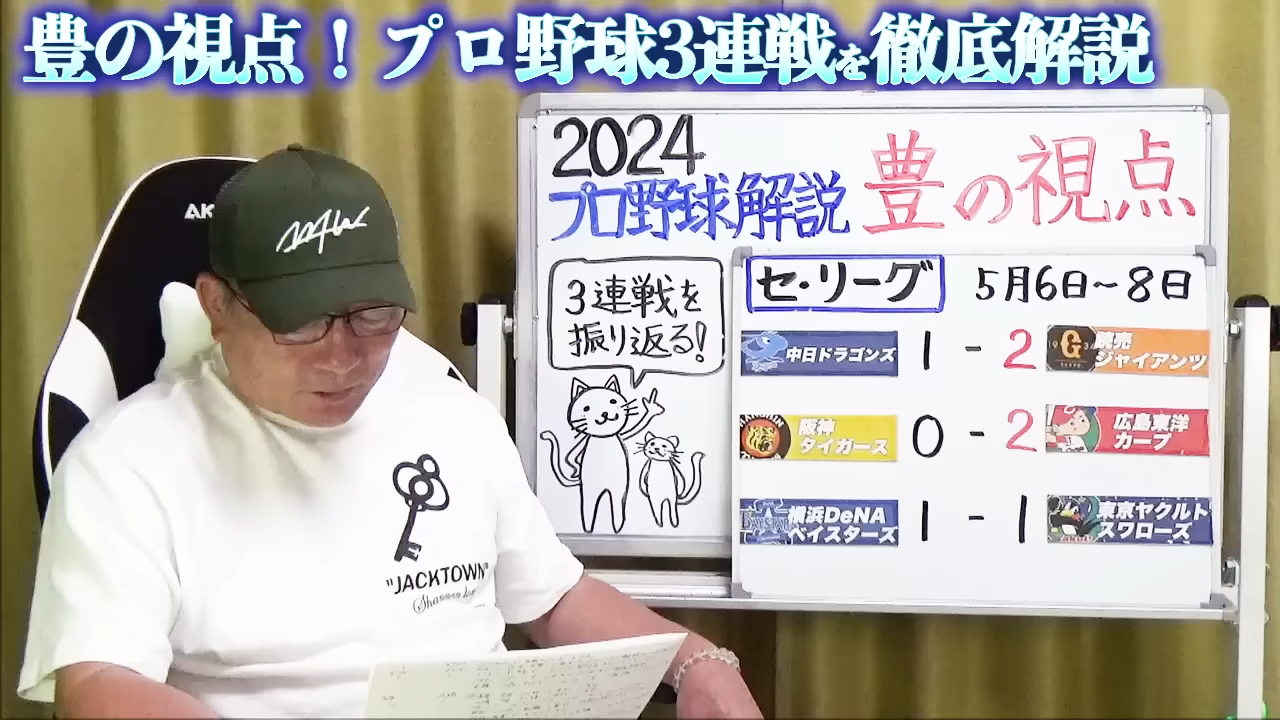 豊の視点！プロ野球3連戦を徹底解説
2024
プロ野球解説 豊の視点
3連戦を
振り返る!
セ・リーグ 5月6日~8日
中日ドラゴンズ 1 - 2 読売
ジャイアンツ
阪神
タイガース 0 - 2 広島東洋
カープ
横浜DeNA
ベイスターズ 1 - 1 東京ヤクルト
スワローズ
AK
"JACKTOWN"